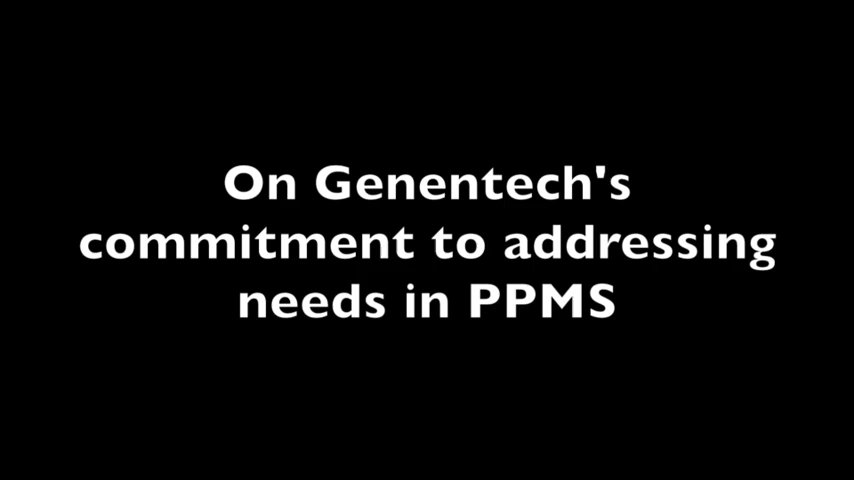 On Genentech's
commitment to addressing
needs in PPMS